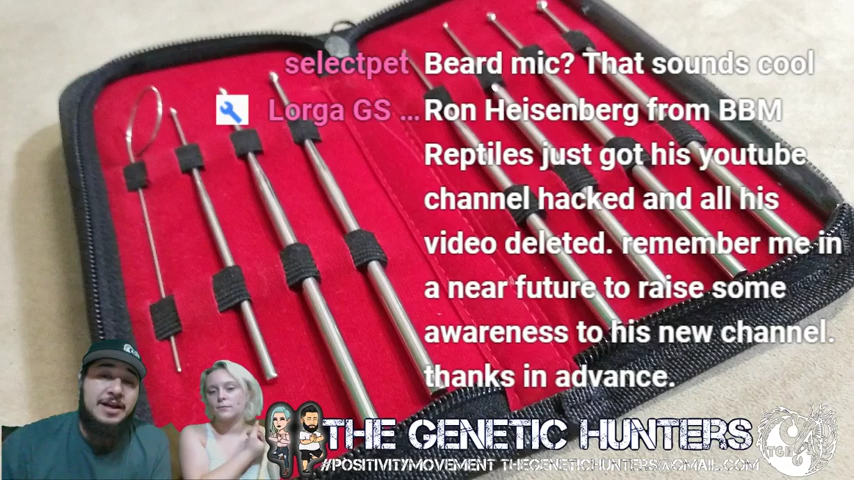 selectpet Beard mic? That sounds cool
Lorga GS ... Ron Heisenberg from BBM
Reptiles just got his youtube
channel hacked and all his
video deleted. remember me in
a near future to raise some
awareness to his new channel.
thanks in advance.
THE GENETIC HUNTERS
#POSITIVITYMOVEMENT THEGENETICHUNTERS@GMAIL.COM
TGH